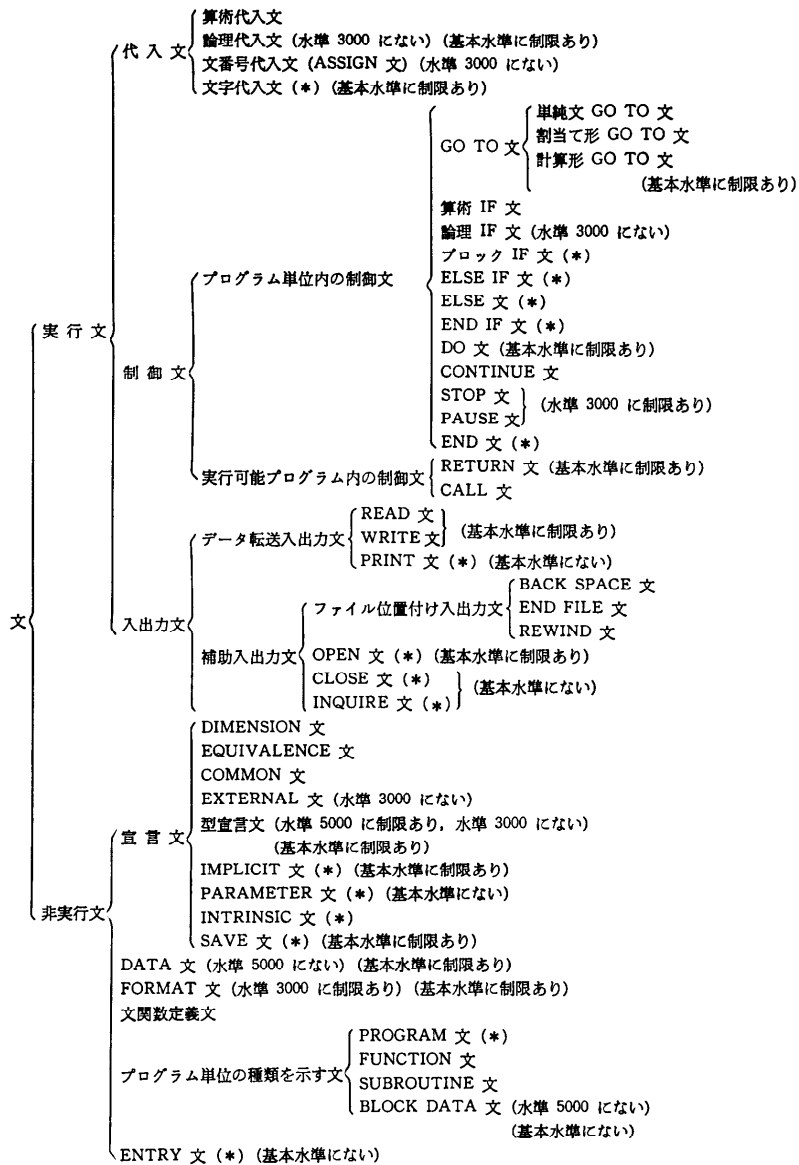 算術代入文
論理代入文 (水準 3000 にない) (基本水準に制限あり)
代入文
文番号代入文 (ASSIGN 文) (水準 3000 にない)
文字代入文 (*) (基本水準に制限あり)
単純文 GO TO 文
GO TO 文
割当て形 GO TO 文
計算形 GO TO 文
(基本水準に制限あり)
算術 IF 文
論理 IF 文 (水準 3000 にない)
ブロック IF 文 (*)
プログラム単位内の制御文
ELSE IF 文 (*)
ELSE 文 (*)
END IF 文 (*)
実行文
DO 文 (基本水準に制限あり)
制御文
CONTINUE 文
STOP 文
PAUSE 文
(水準 3000 に制限あり)
END 文 (*)
実行可能プログラム内の制御文
RETURN 文 (基本水準に制限あり)
CALL 文
READ 文
データ転送入出力文
WRITE 文
(基本水準に制限あり)
PRINT 文 (*) (基本水準にない)
BACK SPACE 文
ファイル位置付け入出力文
END FILE 文
文
入出力文
REWIND 文
補助入出力文
OPEN 文 (*) (基本水準に制限あり)
CLOSE 文 (*)
INQUIRE 文 (*)
(基本水準にない)
DIMENSION 文
EQUIVALENCE 文
COMMON 文
EXTERNAL 文 (水準 3000 にない)
宣言文
型宣言文 (水準 5000 に制限あり, 水準 3000 にない)
(基本水準に制限あり)
IMPLICIT 文 (*) (基本水準に制限あり)
PARAMETER 文 (*) (基本水準にない)
非実行文
INTRINSIC 文 (*)
SAVE 文 (*) (基本水準に制限あり)
DATA 文 (水準 5000 にない) (基本水準に制限あり)
FORMAT 文 (水準 3000 に制限あり) (基本水準に制限あり)
文関数定義文
PROGRAM 文 (*)
FUNCTION 文
プログラム単位の種類を示す文
SUBROUTINE 文
BLOCK DATA 文 (水準 5000 にない)
(基本水準にない)
ENTRY 文 (*) (基本水準にない)